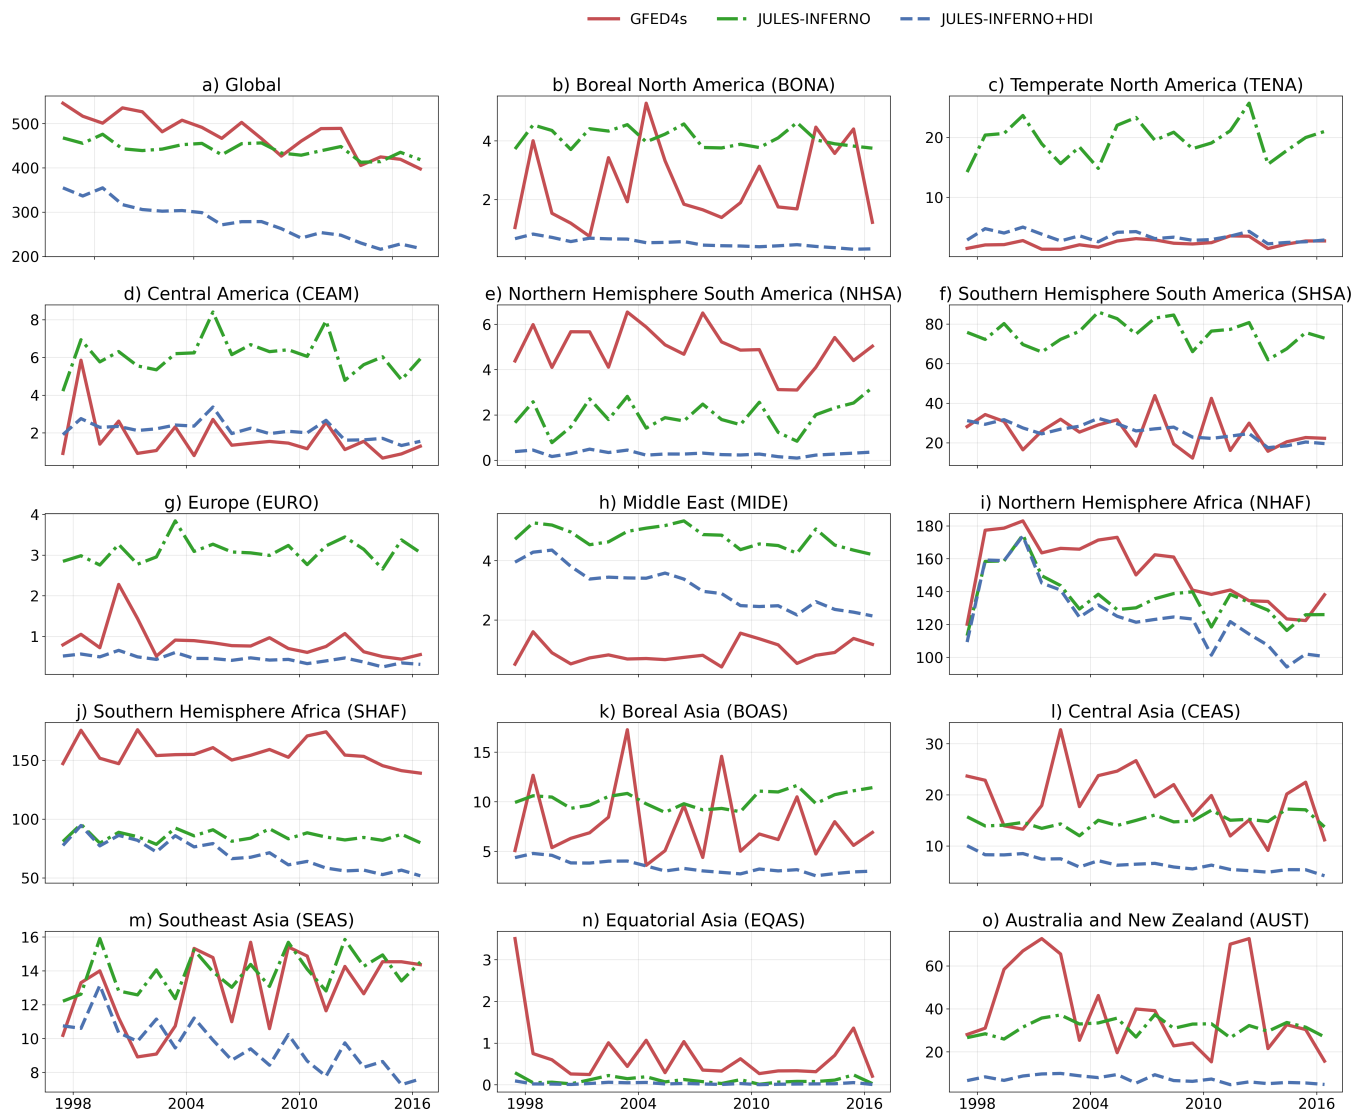 GFED4s JULES-INFERNO JULES-INFERNO+HDI
a) Global
500
400
300
200
b) Boreal North America (BONA)
4
2
c) Temperate North America (TENA)
20
10
d) Central America (CEAM)
8
6
4
2
e) Northern Hemisphere South America (NHSA)
6
4
2
0
f) Southern Hemisphere South America (SHSA)
80
60
40
20
g) Europe (EURO)
4
3
2
1
h) Middle East (MIDE)
4
2
i) Northern Hemisphere Africa (NHAF)
180
160
140
120
100
j) Southern Hemisphere Africa (SHAF)
150
100
50
k) Boreal Asia (BOAS)
15
10
5
l) Central Asia (CEAS)
30
20
10
m) Southeast Asia (SEAS)
16
14
12
10
8
1998 2004 2010 2016
n) Equatorial Asia (EQAS)
3
2
1
0
1998 2004 2010 2016
o) Australia and New Zealand (AUST)
60
40
20
1998 2004 2010 2016